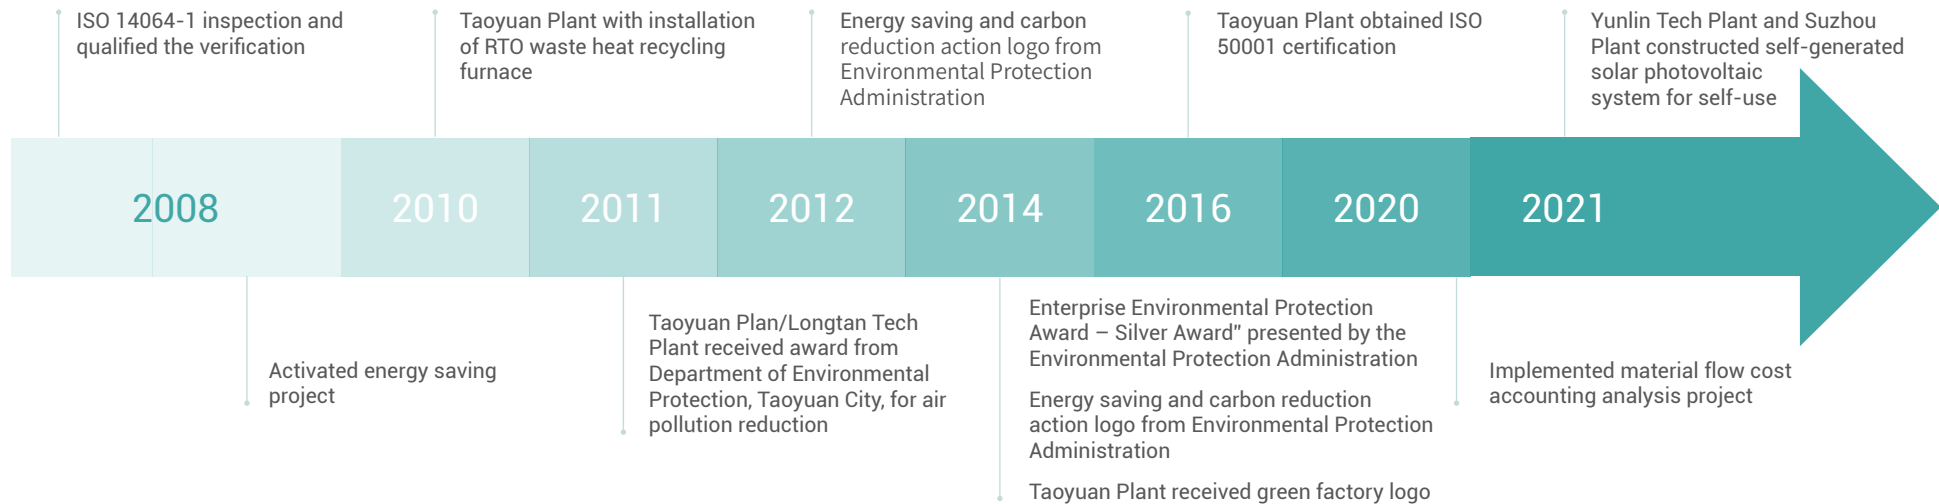 ISO 14064-1 inspection and
qualified the verification
Taoyuan Plant with installation
of RTO waste heat recycling
furnace
Energy saving and carbon
reduction action logo from
Environmental Protection
Administration
Taoyuan Plant obtained ISO
50001 certification
Yunlin Tech Plant and Suzhou
Plant constructed self-generated
solar photovoltaic
system for self-use
2008
2010
2011
2012
2014
2016
2020
2021
Activated energy saving
project
Taoyuan Plan/Longtan Tech
Plant received award from
Department of Environmental
Protection, Taoyuan City, for air
pollution reduction
Enterprise Environmental Protection
Award – Silver Award" presented by the
Environmental Protection Administration
Energy saving and carbon reduction
action logo from Environmental Protection
Administration
Taoyuan Plant received green factory logo
Implemented material flow cost
accounting analysis project